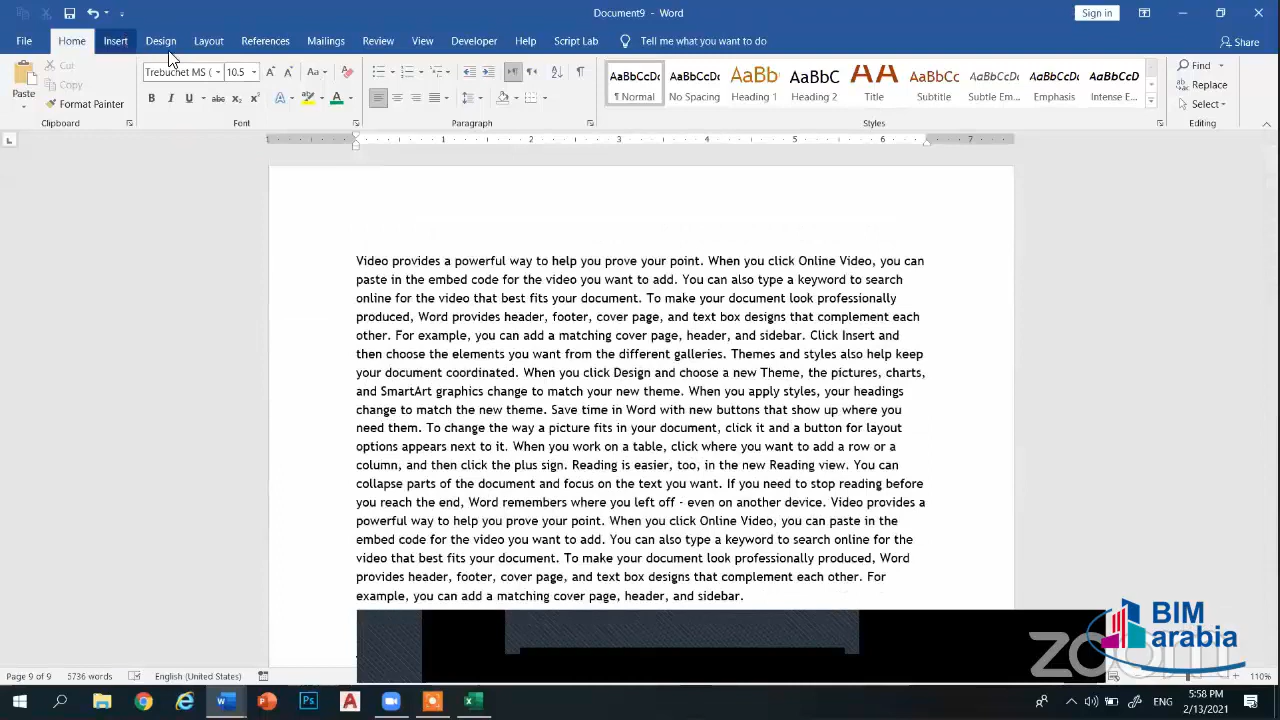 Document9 - Word
Sign in
File Home Insert Design Layout References Mailings Review View Developer Help Script Lab Tell me what you want to do Share
Paste Cut Copy Format Painter
Trebuchet MS ( 10.5
AaBbCcDc AaBbCcDc AaBb AaBbC AA AaBbCc AaBbCcD AaBbCcDc AaBbCcD
¶ Normal No Spacing Heading 1 Heading 2 Title Subtitle Subtle Em... Emphasis Intense E...
Find
Replace
Select
Clipboard Font Paragraph Styles Editing
1 1 2 3 4 5 6 7
Video provides a powerful way to help you prove your point. When you click Online Video, you can
paste in the embed code for the video you want to add. You can also type a keyword to search
online for the video that best fits your document. To make your document look professionally
produced, Word provides header, footer, cover page, and text box designs that complement each
other. For example, you can add a matching cover page, header, and sidebar. Click Insert and
then choose the elements you want from the different galleries. Themes and styles also help keep
your document coordinated. When you click Design and choose a new Theme, the pictures, charts,
and SmartArt graphics change to match your new theme. When you apply styles, your headings
change to match the new theme. Save time in Word with new buttons that show up where you
need them. To change the way a picture fits in your document, click it and a button for layout
options appears next to it. When you work on a table, click where you want to add a row or a
column, and then click the plus sign. Reading is easier, too, in the new Reading view. You can
collapse parts of the document and focus on the text you want. If you need to stop reading before
you reach the end, Word remembers where you left off - even on another device. Video provides a
powerful way to help you prove your point. When you click Online Video, you can paste in the
embed code for the video you want to add. You can also type a keyword to search online for the
video that best fits your document. To make your document look professionally produced, Word
provides header, footer, cover page, and text box designs that complement each other. For
example, you can add a matching cover page, header, and sidebar.
BIM
arabia
zoom
Page 9 of 9 5736 words English (United States) 110%
ENG
5:58 PM
2/13/2021